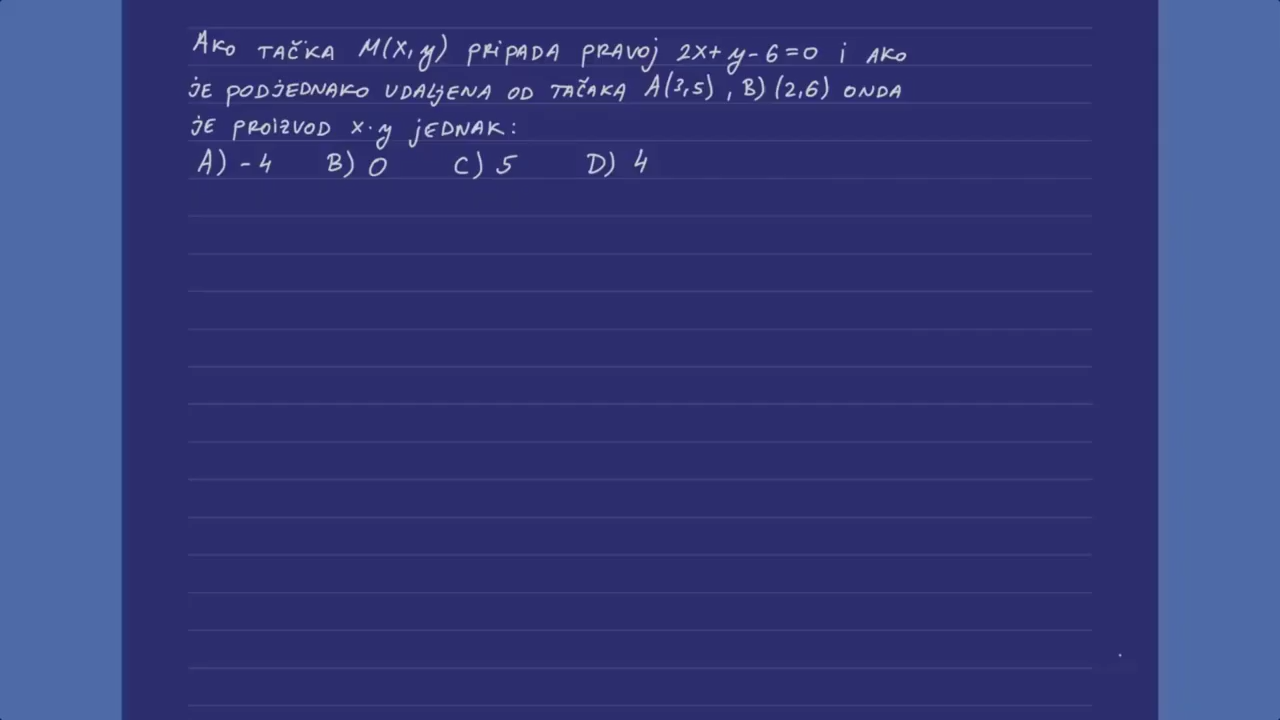 Ako tačka M(x,y) pripada pravoj 2x+y-6=0 i ako
je podjednako udaljena od tačaka A(3,5), B)(2,6) onda
je proizvod x·y jednak:
A) -4 B) 0 C) 5 D) 4